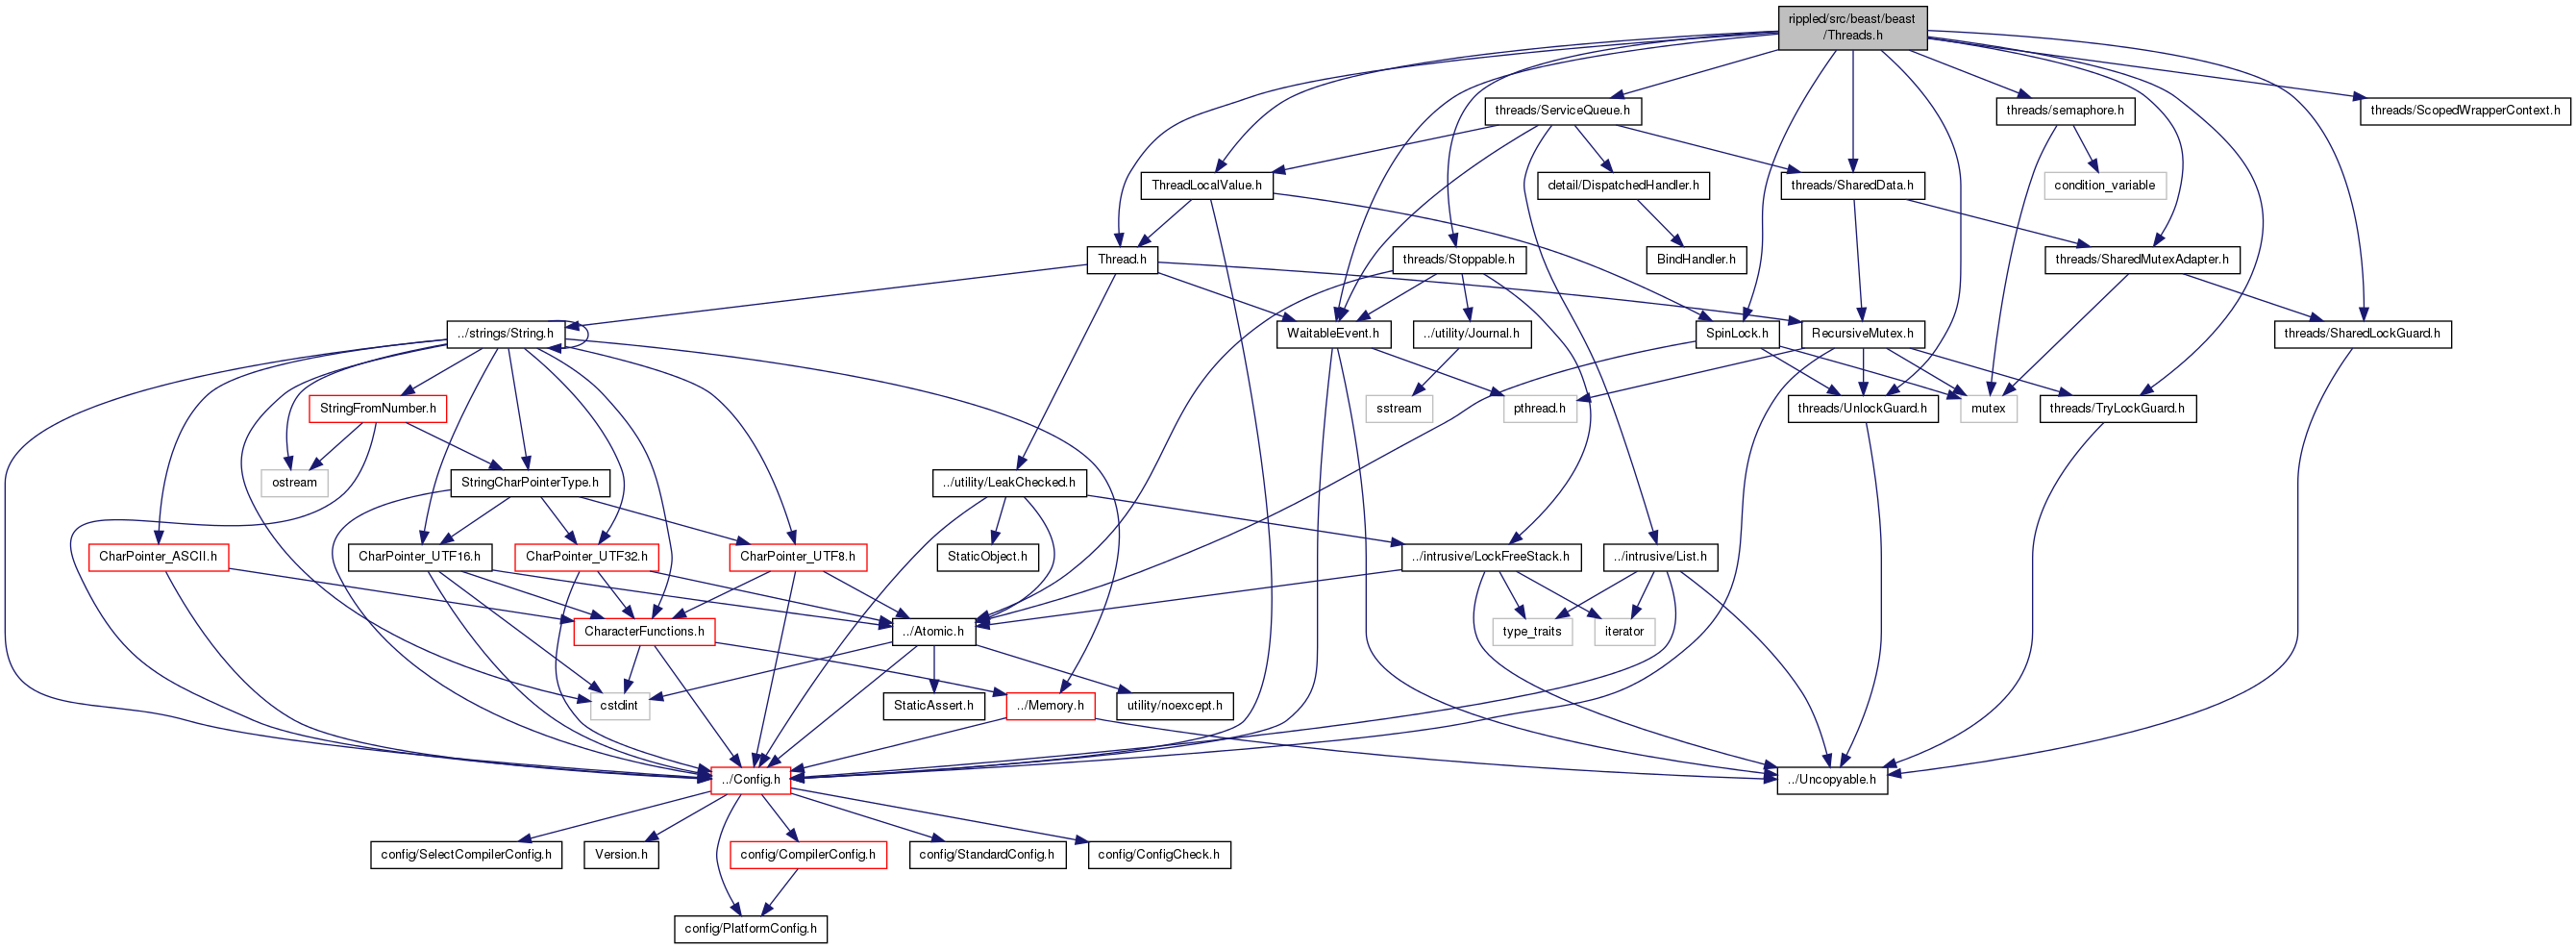 rippled/src/beast/beast
/Threads.h
threads/ServiceQueue.h
threads/semaphore.h
threads/ScopedWrapperContext.h
ThreadLocalValue.h
detail/DispatchedHandler.h
threads/SharedData.h
condition_variable
Thread.h
threads/Stoppable.h
BindHandler.h
threads/SharedMutexAdapter.h
../strings/String.h
WaitableEvent.h
../utility/Journal.h
SpinLock.h
RecursiveMutex.h
threads/SharedLockGuard.h
StringFromNumber.h
sstream
pthread.h
threads/UnlockGuard.h
mutex
threads/TryLockGuard.h
ostream
StringCharPointerType.h
../utility/LeakChecked.h
CharPointer_ASCII.h
CharPointer_UTF16.h
CharPointer_UTF32.h
CharPointer_UTF8.h
StaticObject.h
../intrusive/LockFreeStack.h
../intrusive/List.h
CharacterFunctions.h
../Atomic.h
type_traits
iterator
cstdint
StaticAssert.h
../Memory.h
utility/noexcept.h
../Config.h
../Uncopyable.h
config/SelectCompilerConfig.h
Version.h
config/CompilerConfig.h
config/StandardConfig.h
config/ConfigCheck.h
config/PlatformConfig.h